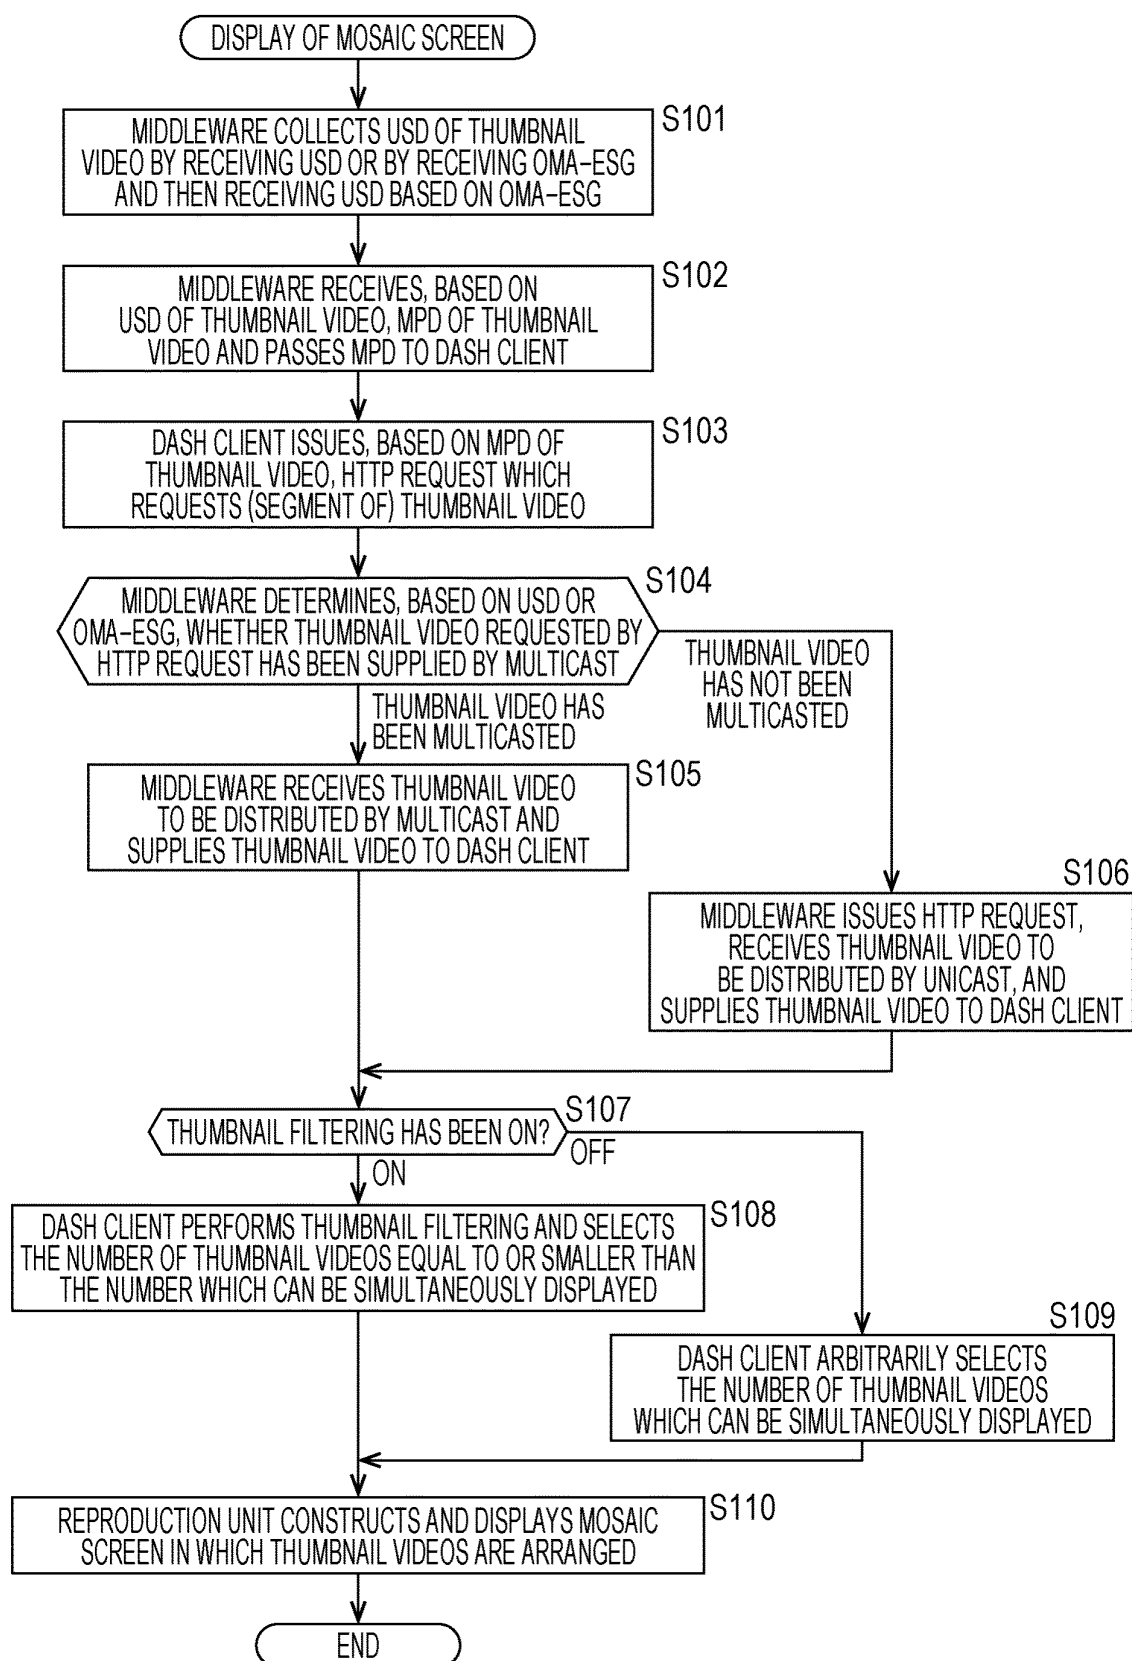 DISPLAY OF MOSAIC SCREEN
S101
MIDDLEWARE COLLECTS USD OF THUMBNAIL
VIDEO BY RECEIVING USD OR BY RECEIVING OMA-ESG
AND THEN RECEIVING USD BASED ON OMA-ESG
S102
MIDDLEWARE RECEIVES, BASED ON
USD OF THUMBNAIL VIDEO, MPD OF THUMBNAIL
VIDEO AND PASSES MPD TO DASH CLIENT
S103
DASH CLIENT ISSUES, BASED ON MPD OF
THUMBNAIL VIDEO, HTTP REQUEST WHICH
REQUESTS (SEGMENT OF) THUMBNAIL VIDEO
S104
MIDDLEWARE DETERMINES, BASED ON USD OR
OMA-ESG, WHETHER THUMBNAIL VIDEO REQUESTED BY
HTTP REQUEST HAS BEEN SUPPLIED BY MULTICAST
THUMBNAIL VIDEO
HAS NOT BEEN
MULTICASTED
THUMBNAIL VIDEO HAS
BEEN MULTICASTED
S105
MIDDLEWARE RECEIVES THUMBNAIL VIDEO
TO BE DISTRIBUTED BY MULTICAST AND
SUPPLIES THUMBNAIL VIDEO TO DASH CLIENT
S106
MIDDLEWARE ISSUES HTTP REQUEST,
RECEIVES THUMBNAIL VIDEO TO
BE DISTRIBUTED BY UNICAST, AND
SUPPLIES THUMBNAIL VIDEO TO DASH CLIENT
S107
THUMBNAIL FILTERING HAS BEEN ON?
OFF
ON
S108
DASH CLIENT PERFORMS THUMBNAIL FILTERING AND SELECTS
THE NUMBER OF THUMBNAIL VIDEOS EQUAL TO OR SMALLER THAN
THE NUMBER WHICH CAN BE SIMULTANEOUSLY DISPLAYED
S109
DASH CLIENT ARBITRARILY SELECTS
THE NUMBER OF THUMBNAIL VIDEOS
WHICH CAN BE SIMULTANEOUSLY DISPLAYED
S110
REPRODUCTION UNIT CONSTRUCTS AND DISPLAYS MOSAIC
SCREEN IN WHICH THUMBNAIL VIDEOS ARE ARRANGED
END